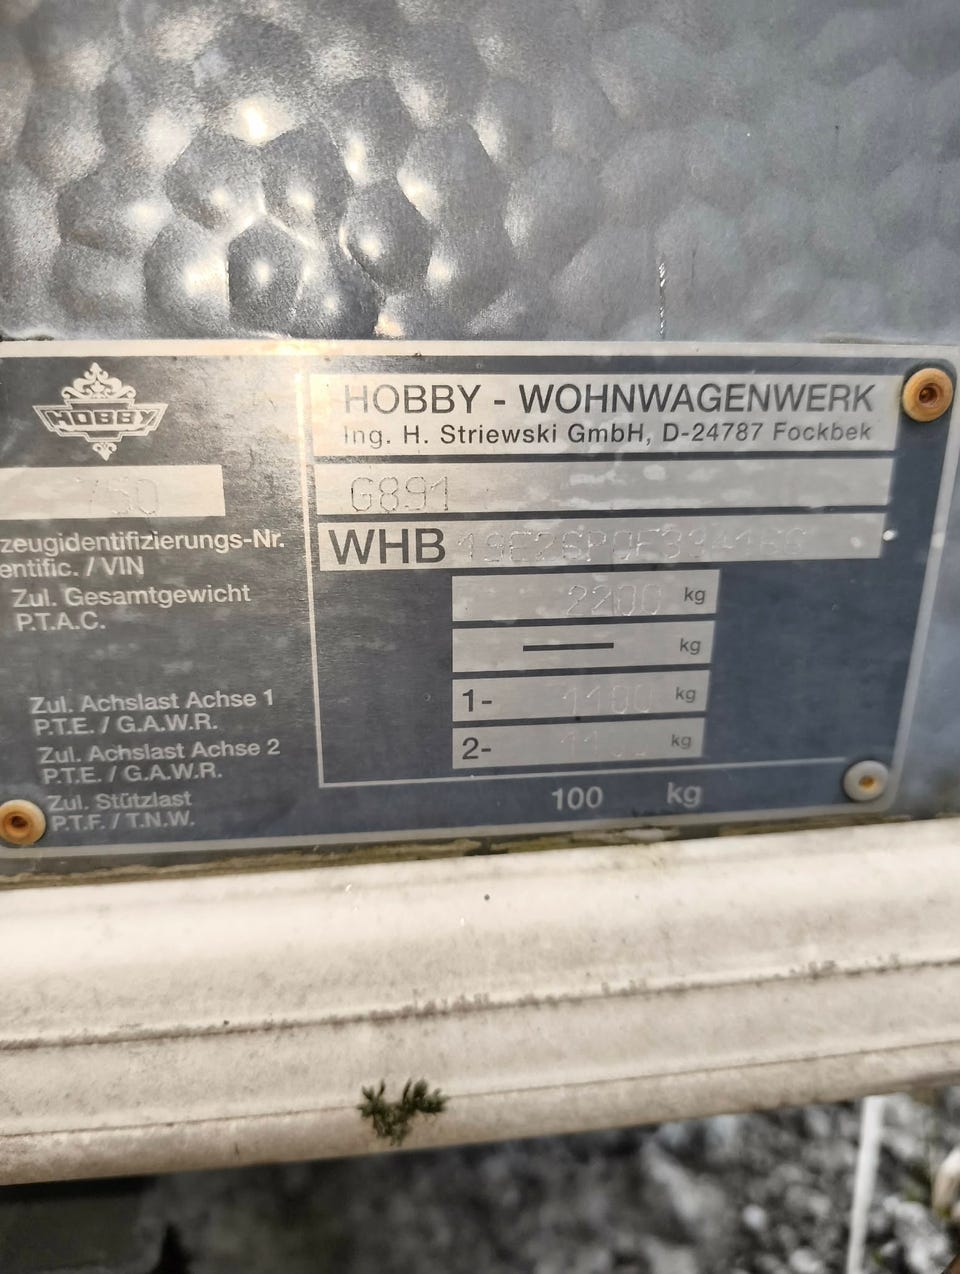 HOBBY
HOBBY - WOHNWAGENWERK
Ing. H. Striewski GmbH, D-24787 Fockbek
750
G891
zeugidentifizierungs-Nr.
entific. / VIN
WHB
Zul. Gesamtgewicht
P.T.A.C.
2200 kg
— kg
Zul. Achslast Achse 1
P.T.E. / G.A.W.R.
1- 1100 kg
Zul. Achslast Achse 2
P.T.E. / G.A.W.R.
2- 1100 kg
Zul. Stützlast
P.T.F. / T.N.W.
100 kg